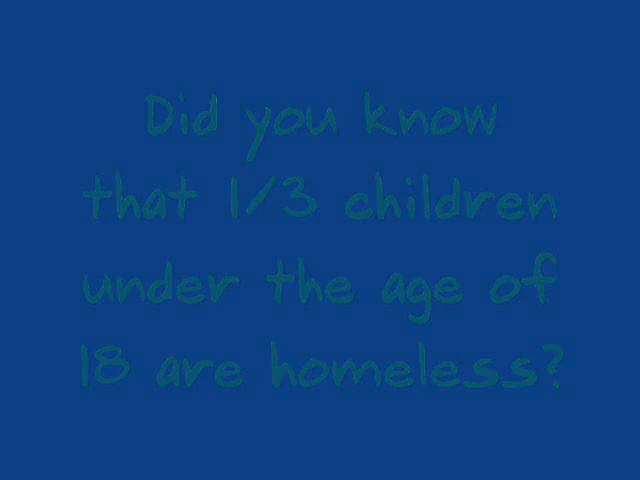 Did you know
that 1/3 children
under the age of
18 are homeless?